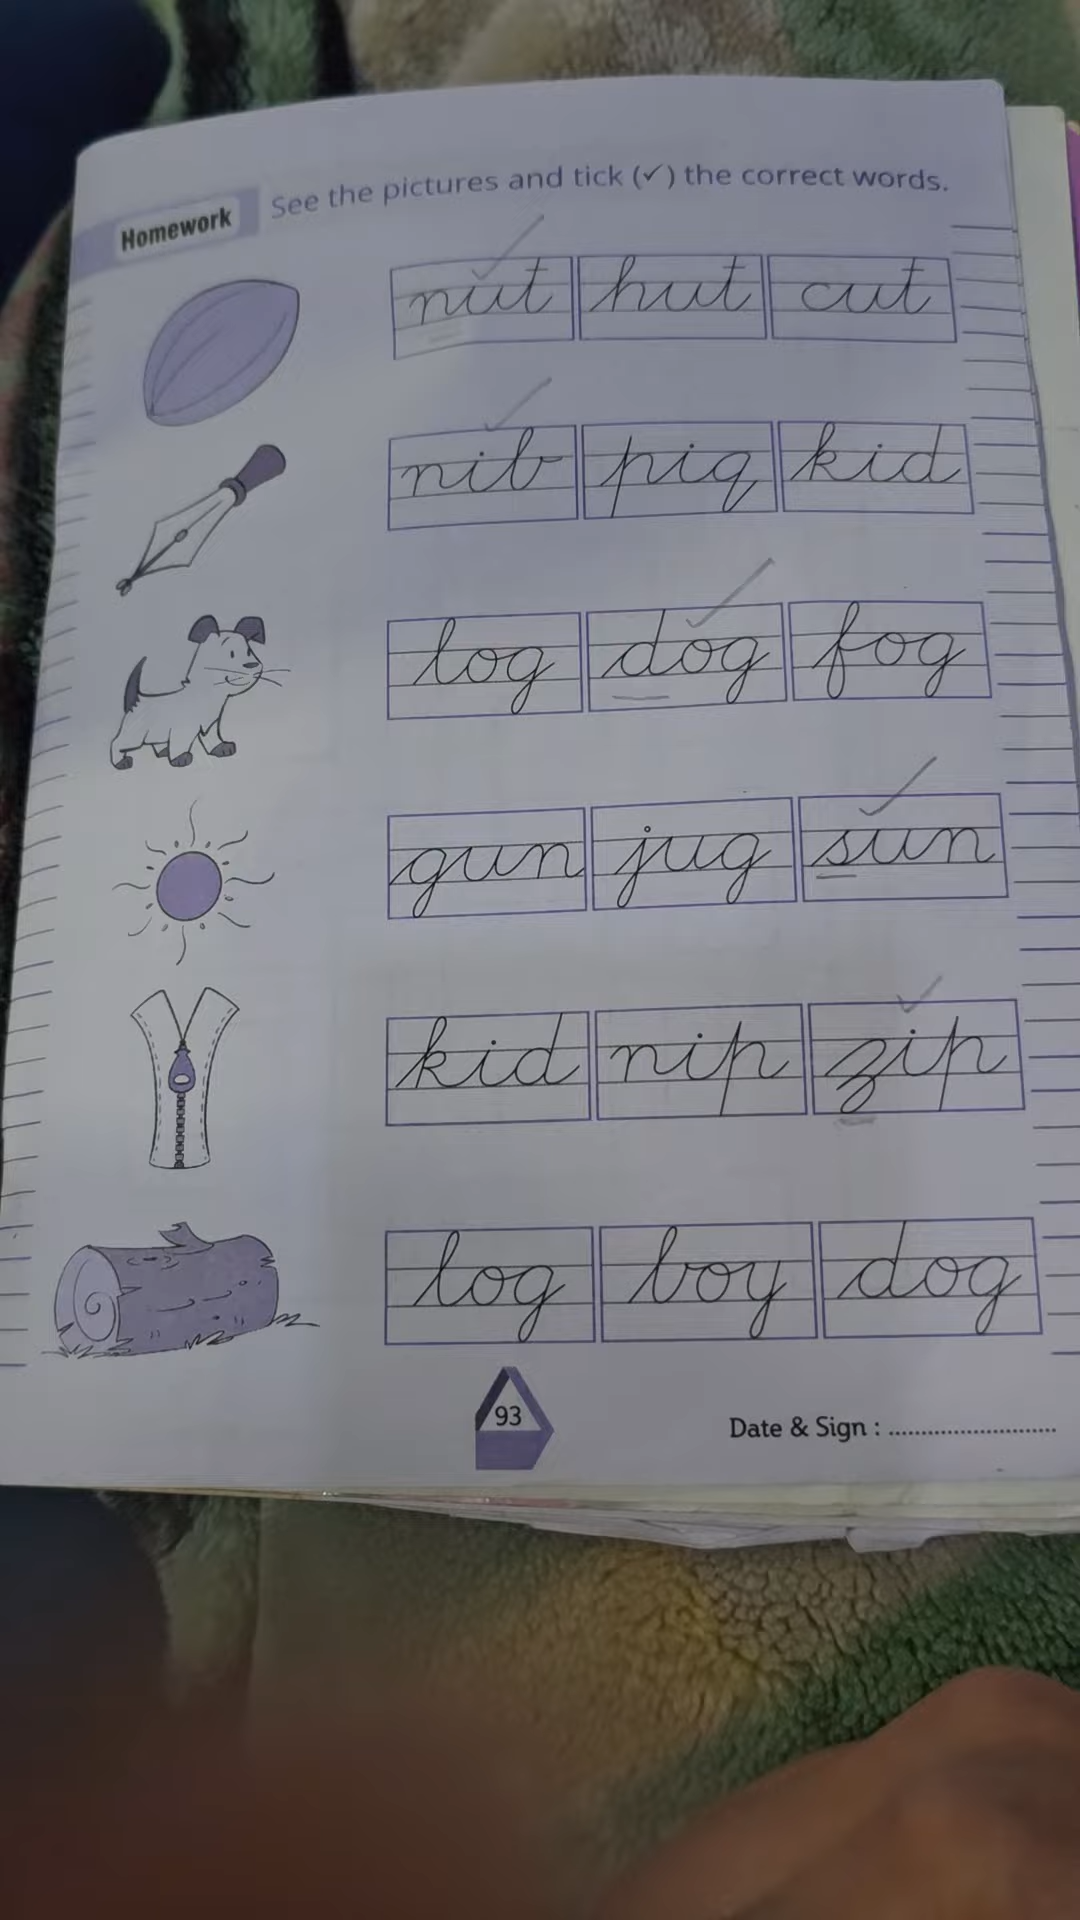 Homework See the pictures and tick (✓) the correct words.
nut hut cut
nib pig kid
log dog fog
gun jug sun
kid nip zip
log boy dog
93
Date & Sign : ..........................